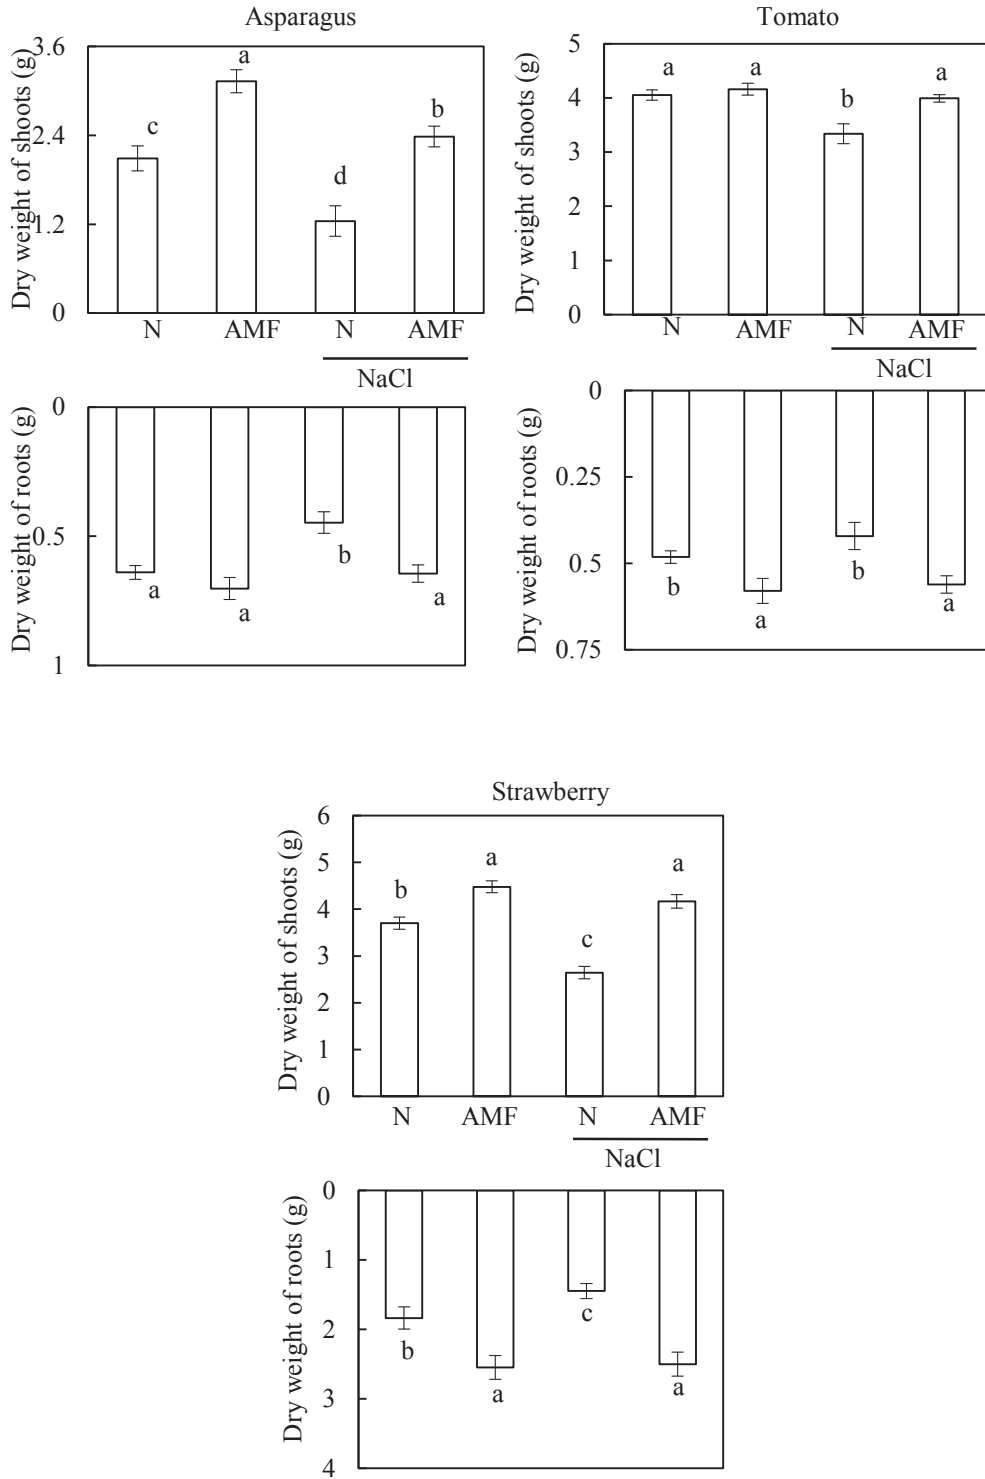 Asparagus
Dry weight of shoots (g)
3.6
2.4
1.2
0
c
a
d
b
N
AMF
N
AMF
NaCl
Dry weight of roots (g)
0
0.5
1
a
a
b
a
Tomato
Dry weight of shoots (g)
5
4
3
2
1
0
a
a
b
a
N
AMF
N
AMF
NaCl
Dry weight of roots (g)
0
0.25
0.5
0.75
b
a
b
a
Strawberry
Dry weight of shoots (g)
6
5
4
3
2
1
0
b
a
c
a
N
AMF
N
AMF
NaCl
Dry weight of roots (g)
0
1
2
3
4
b
a
c
a